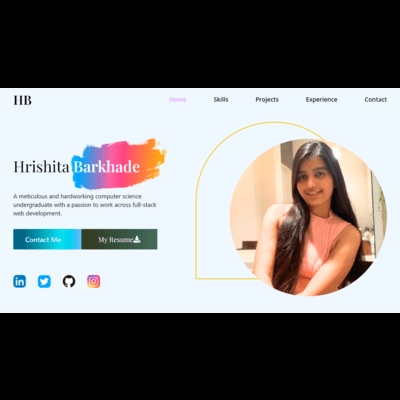 HB
Home Skills Projects Experience Contact
Hrishita Barkhade
A meticulous and hardworking computer science
undergraduate with a passion to work across full-stack
web development.
Contact Me My Resume